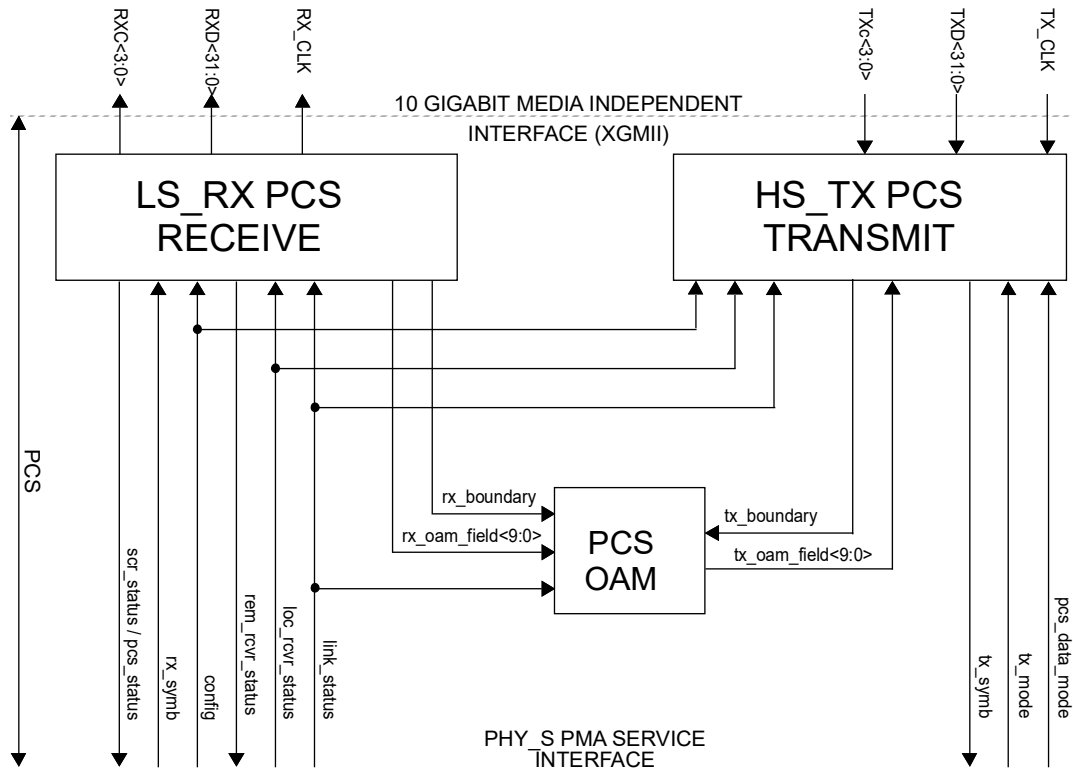 RXC<3:0>
RXD<31:0>
RX_CLK
TXc<3:0>
TXD<31:0>
TX_CLK
10 GIGABIT MEDIA INDEPENDENT
INTERFACE (XGMII)
LS_RX PCS
RECEIVE
HS_TX PCS
TRANSMIT
PCS
rx_boundary
rx_oam_field<9:0>
PCS
OAM
tx_boundary
tx_oam_field<9:0>
scr_status / pcs_status
rx_symb
config
rem_rcvr_status
loc_rcvr_status
link_status
tx_symb
tx_mode
pcs_data_mode
PHY_S PMA SERVICE
INTERFACE